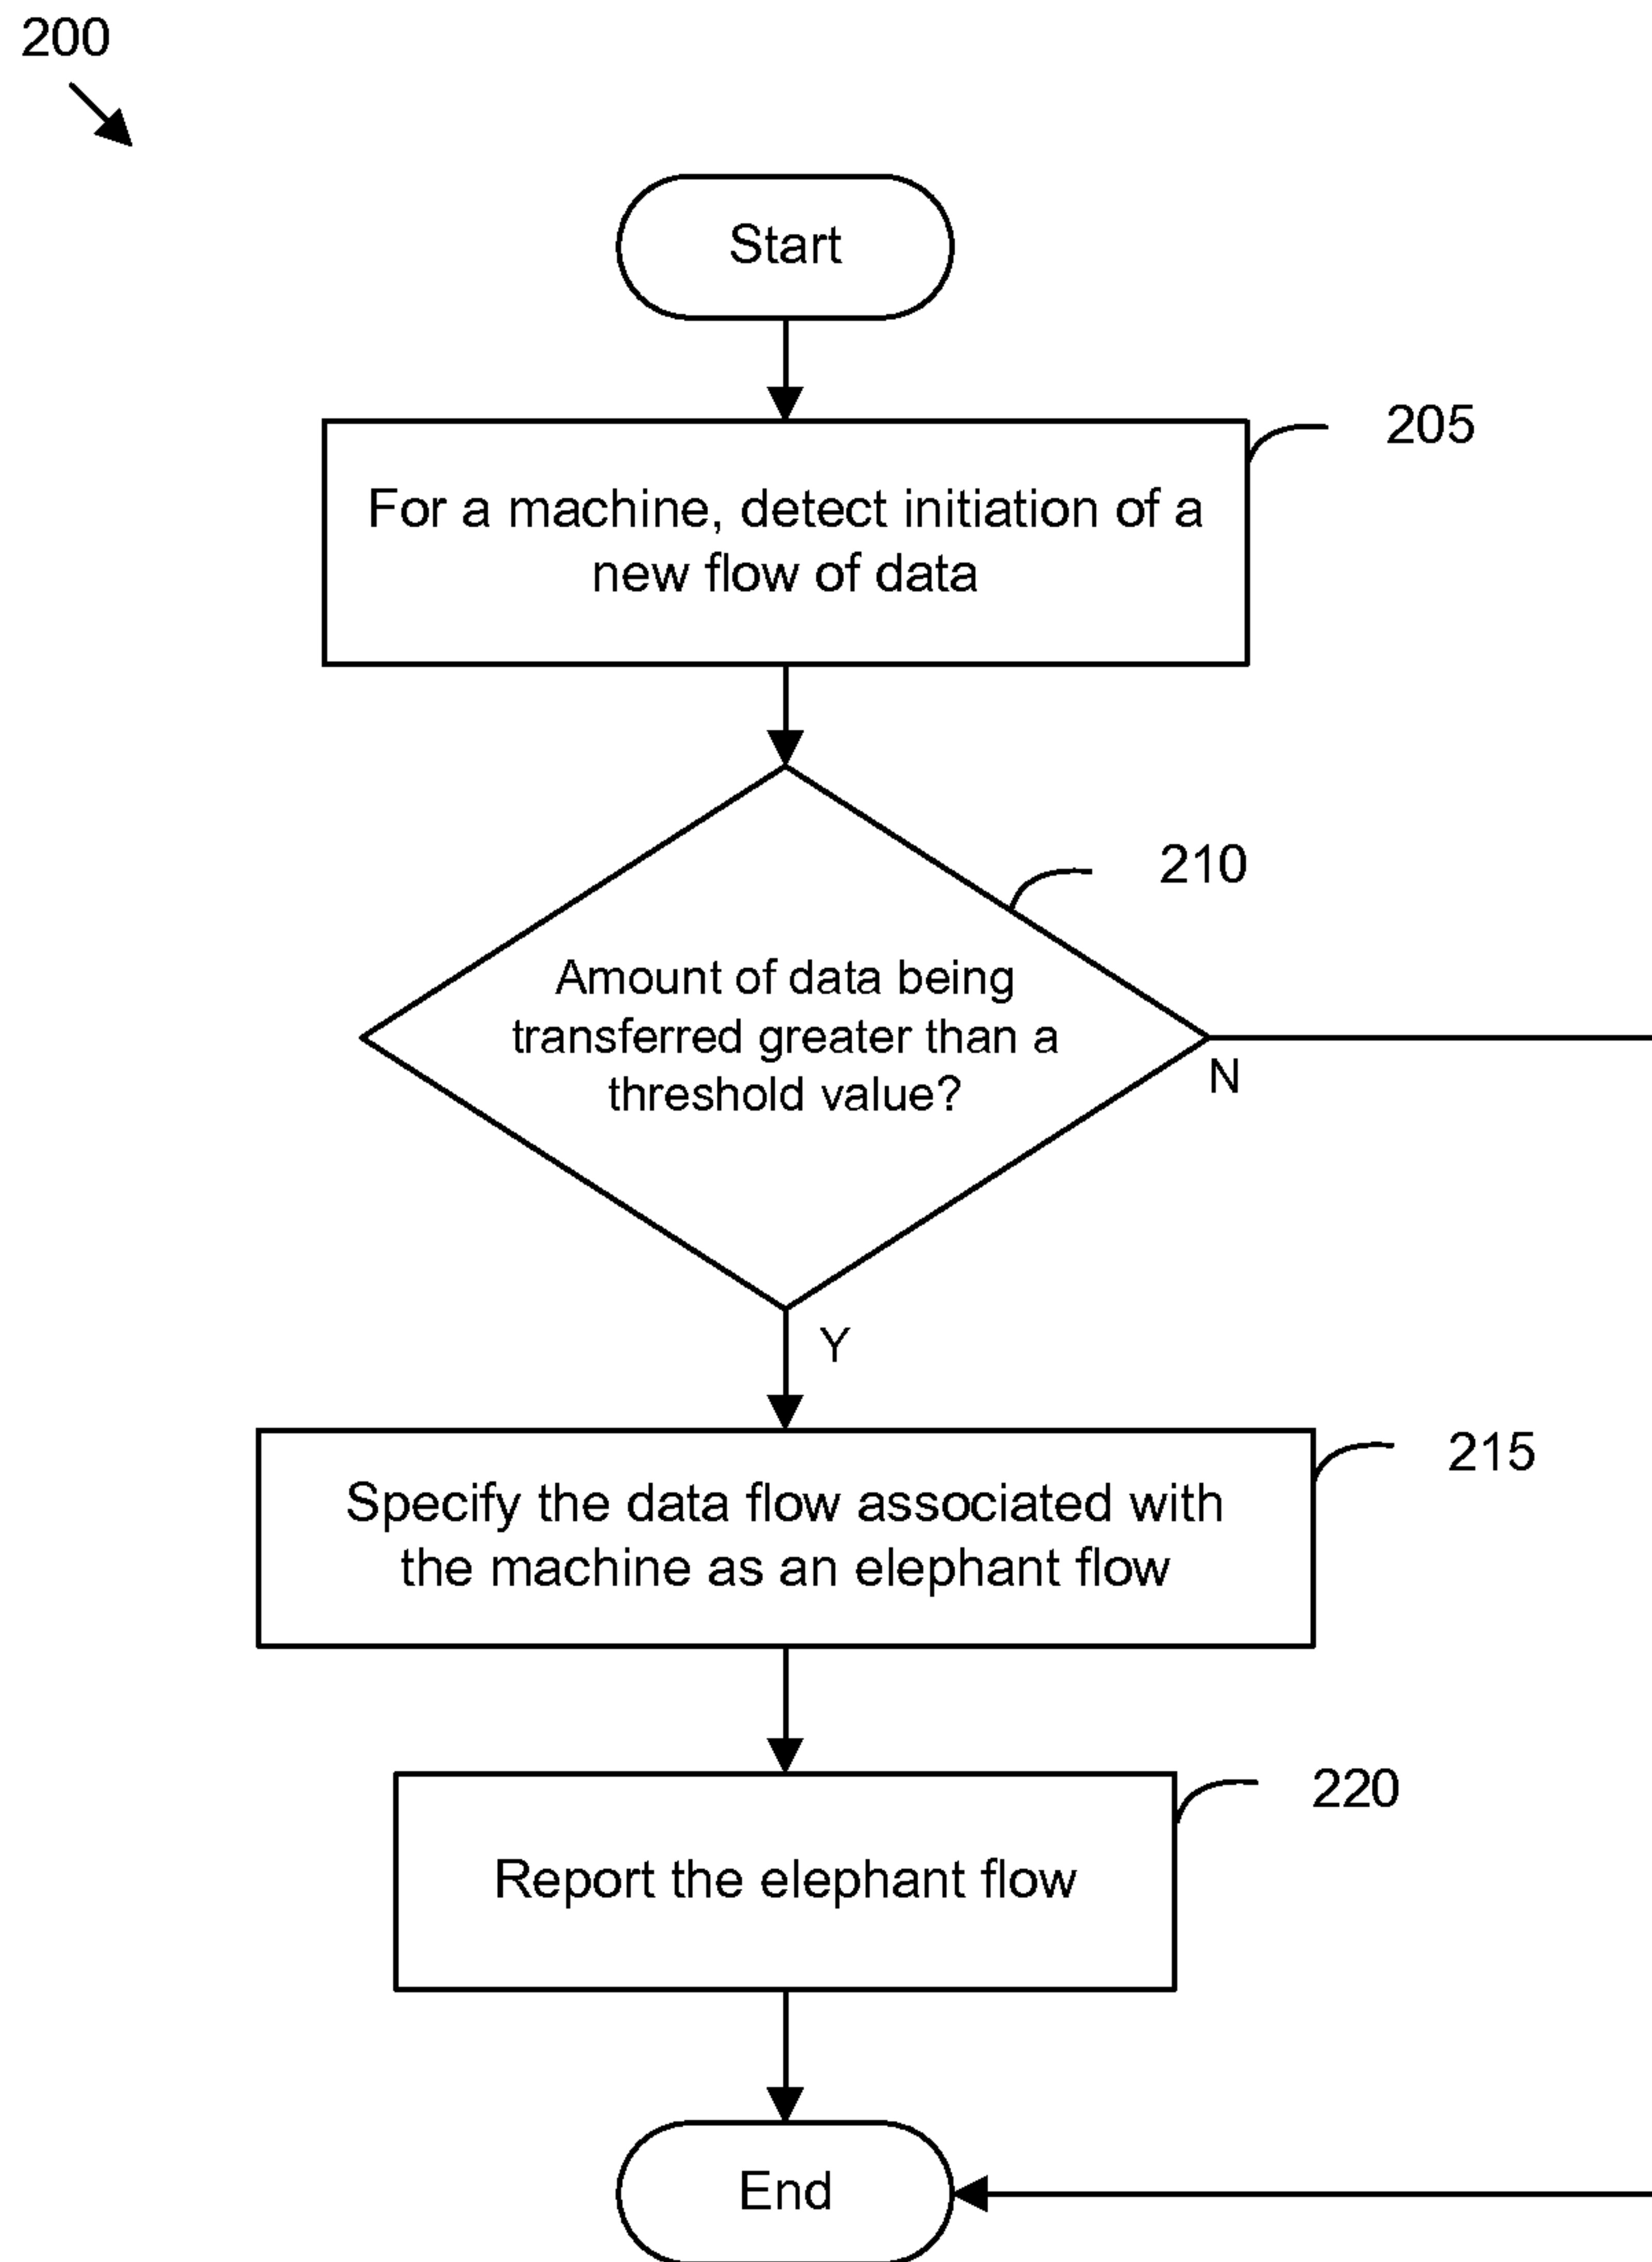 200
Start
205
For a machine, detect initiation of a
new flow of data
210
Amount of data being
transferred greater than a
threshold value?
N
Y
215
Specify the data flow associated with
the machine as an elephant flow
220
Report the elephant flow
End